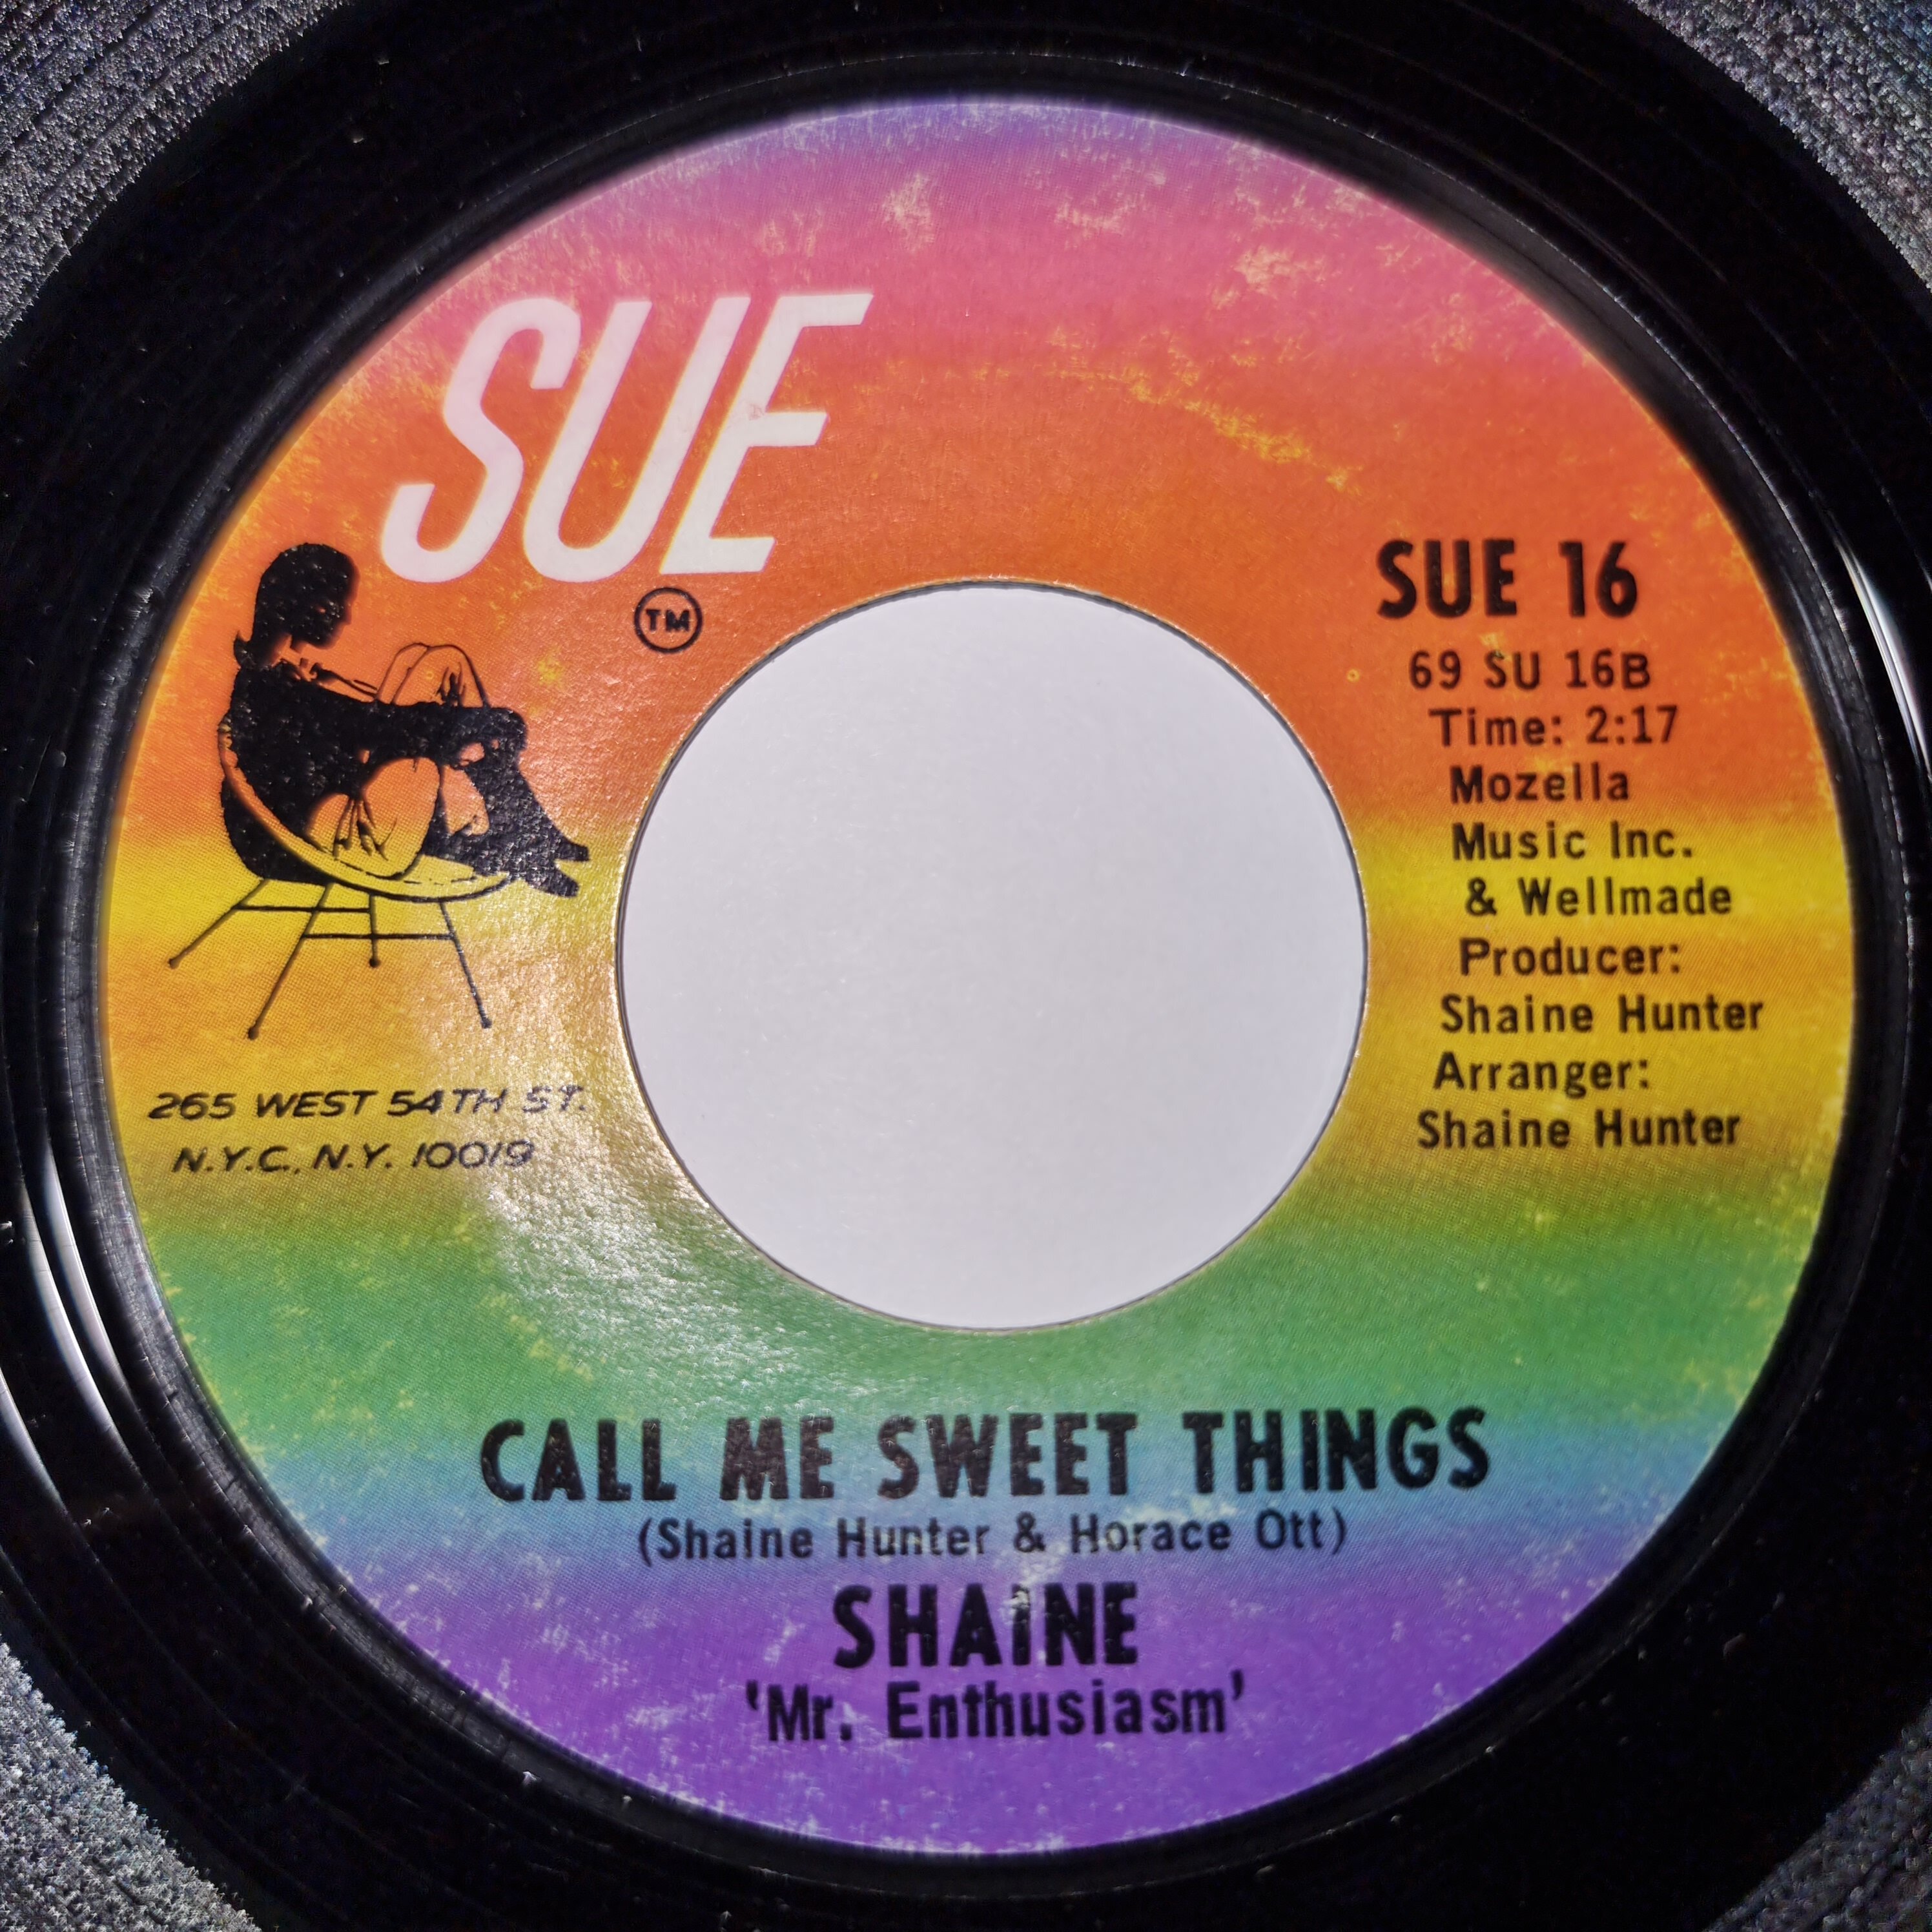 SUE
TM
SUE 16
69 SU 16B
Time: 2:17
Mozella
Music Inc.
& Wellmade
Producer:
Shaine Hunter
Arranger:
Shaine Hunter
265 WEST 54TH ST.
N.Y.C., N.Y. 10019
CALL ME SWEET THINGS
(Shaine Hunter & Horace Ott)
SHAINE
'Mr. Enthusiasm'